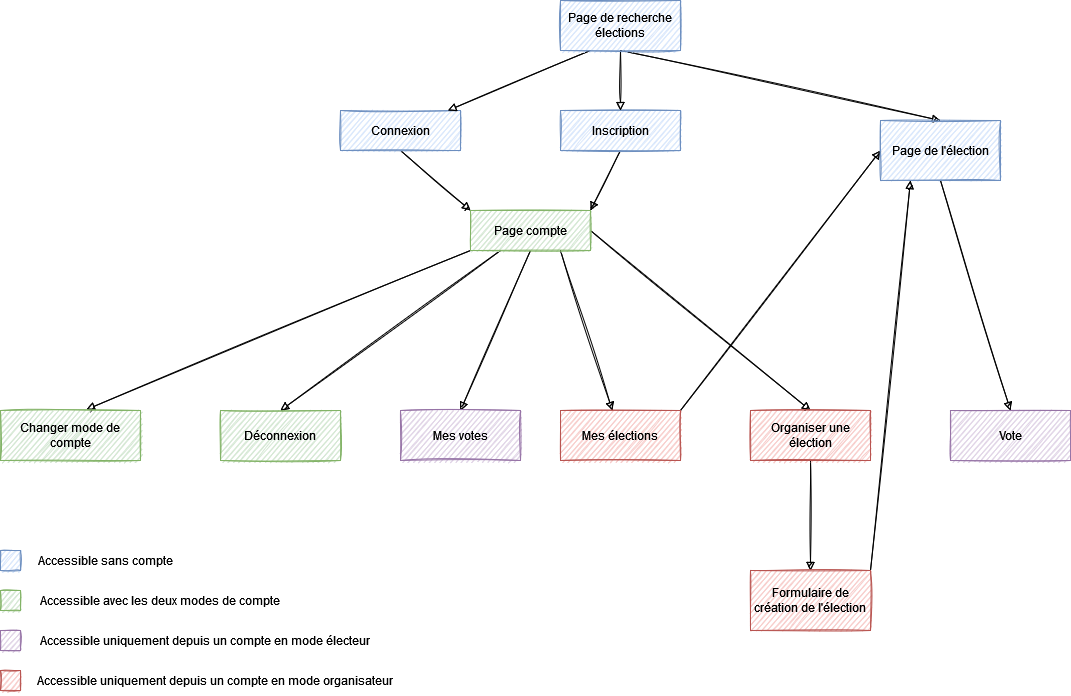 Page de recherche
élections
Connexion
Inscription
Page de l'élection
Page compte
Changer mode de
compte
Déconnexion
Mes votes
Mes élections
Organiser une
élection
Vote
Formulaire de
création de l'élection
Accessible sans compte
Accessible avec les deux modes de compte
Accessible uniquement depuis un compte en mode électeur
Accessible uniquement depuis un compte en mode organisateur